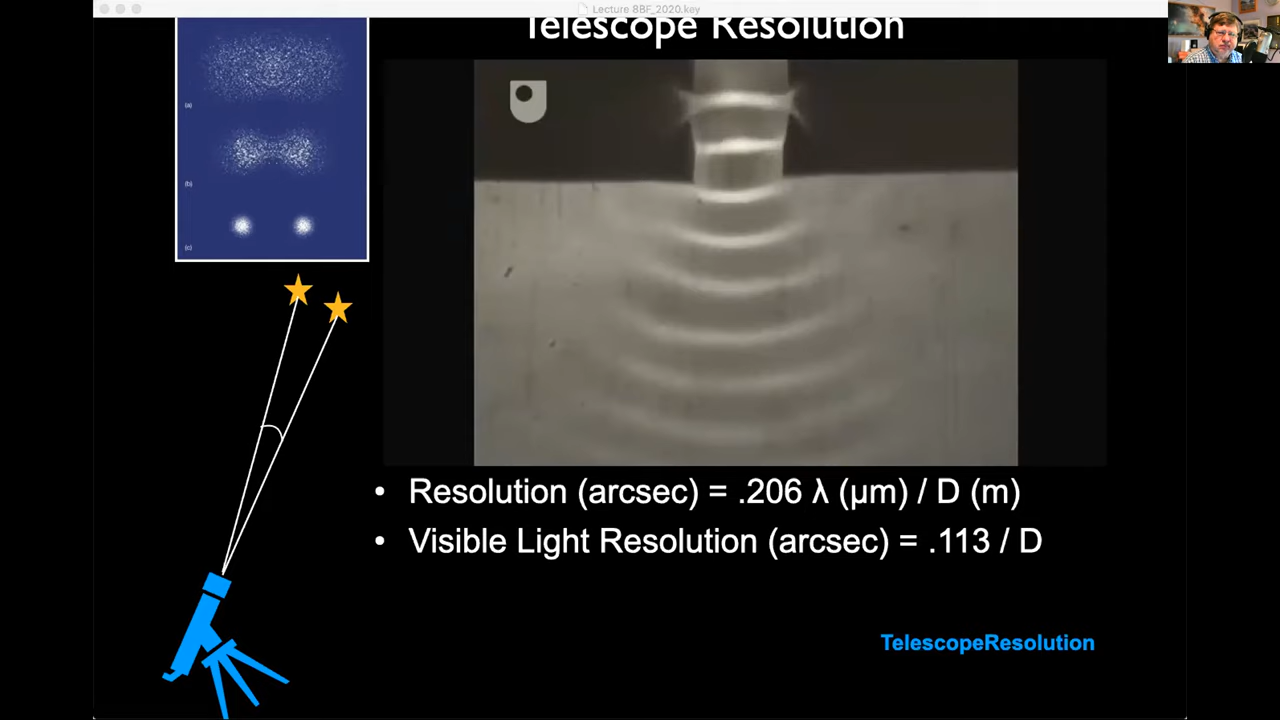 Lecture 8BF_2020.key
Telescope Resolution
(a)
(b)
(c)
• Resolution (arcsec) = .206 λ (μm) / D (m)
• Visible Light Resolution (arcsec) = .113 / D
TelescopeResolution